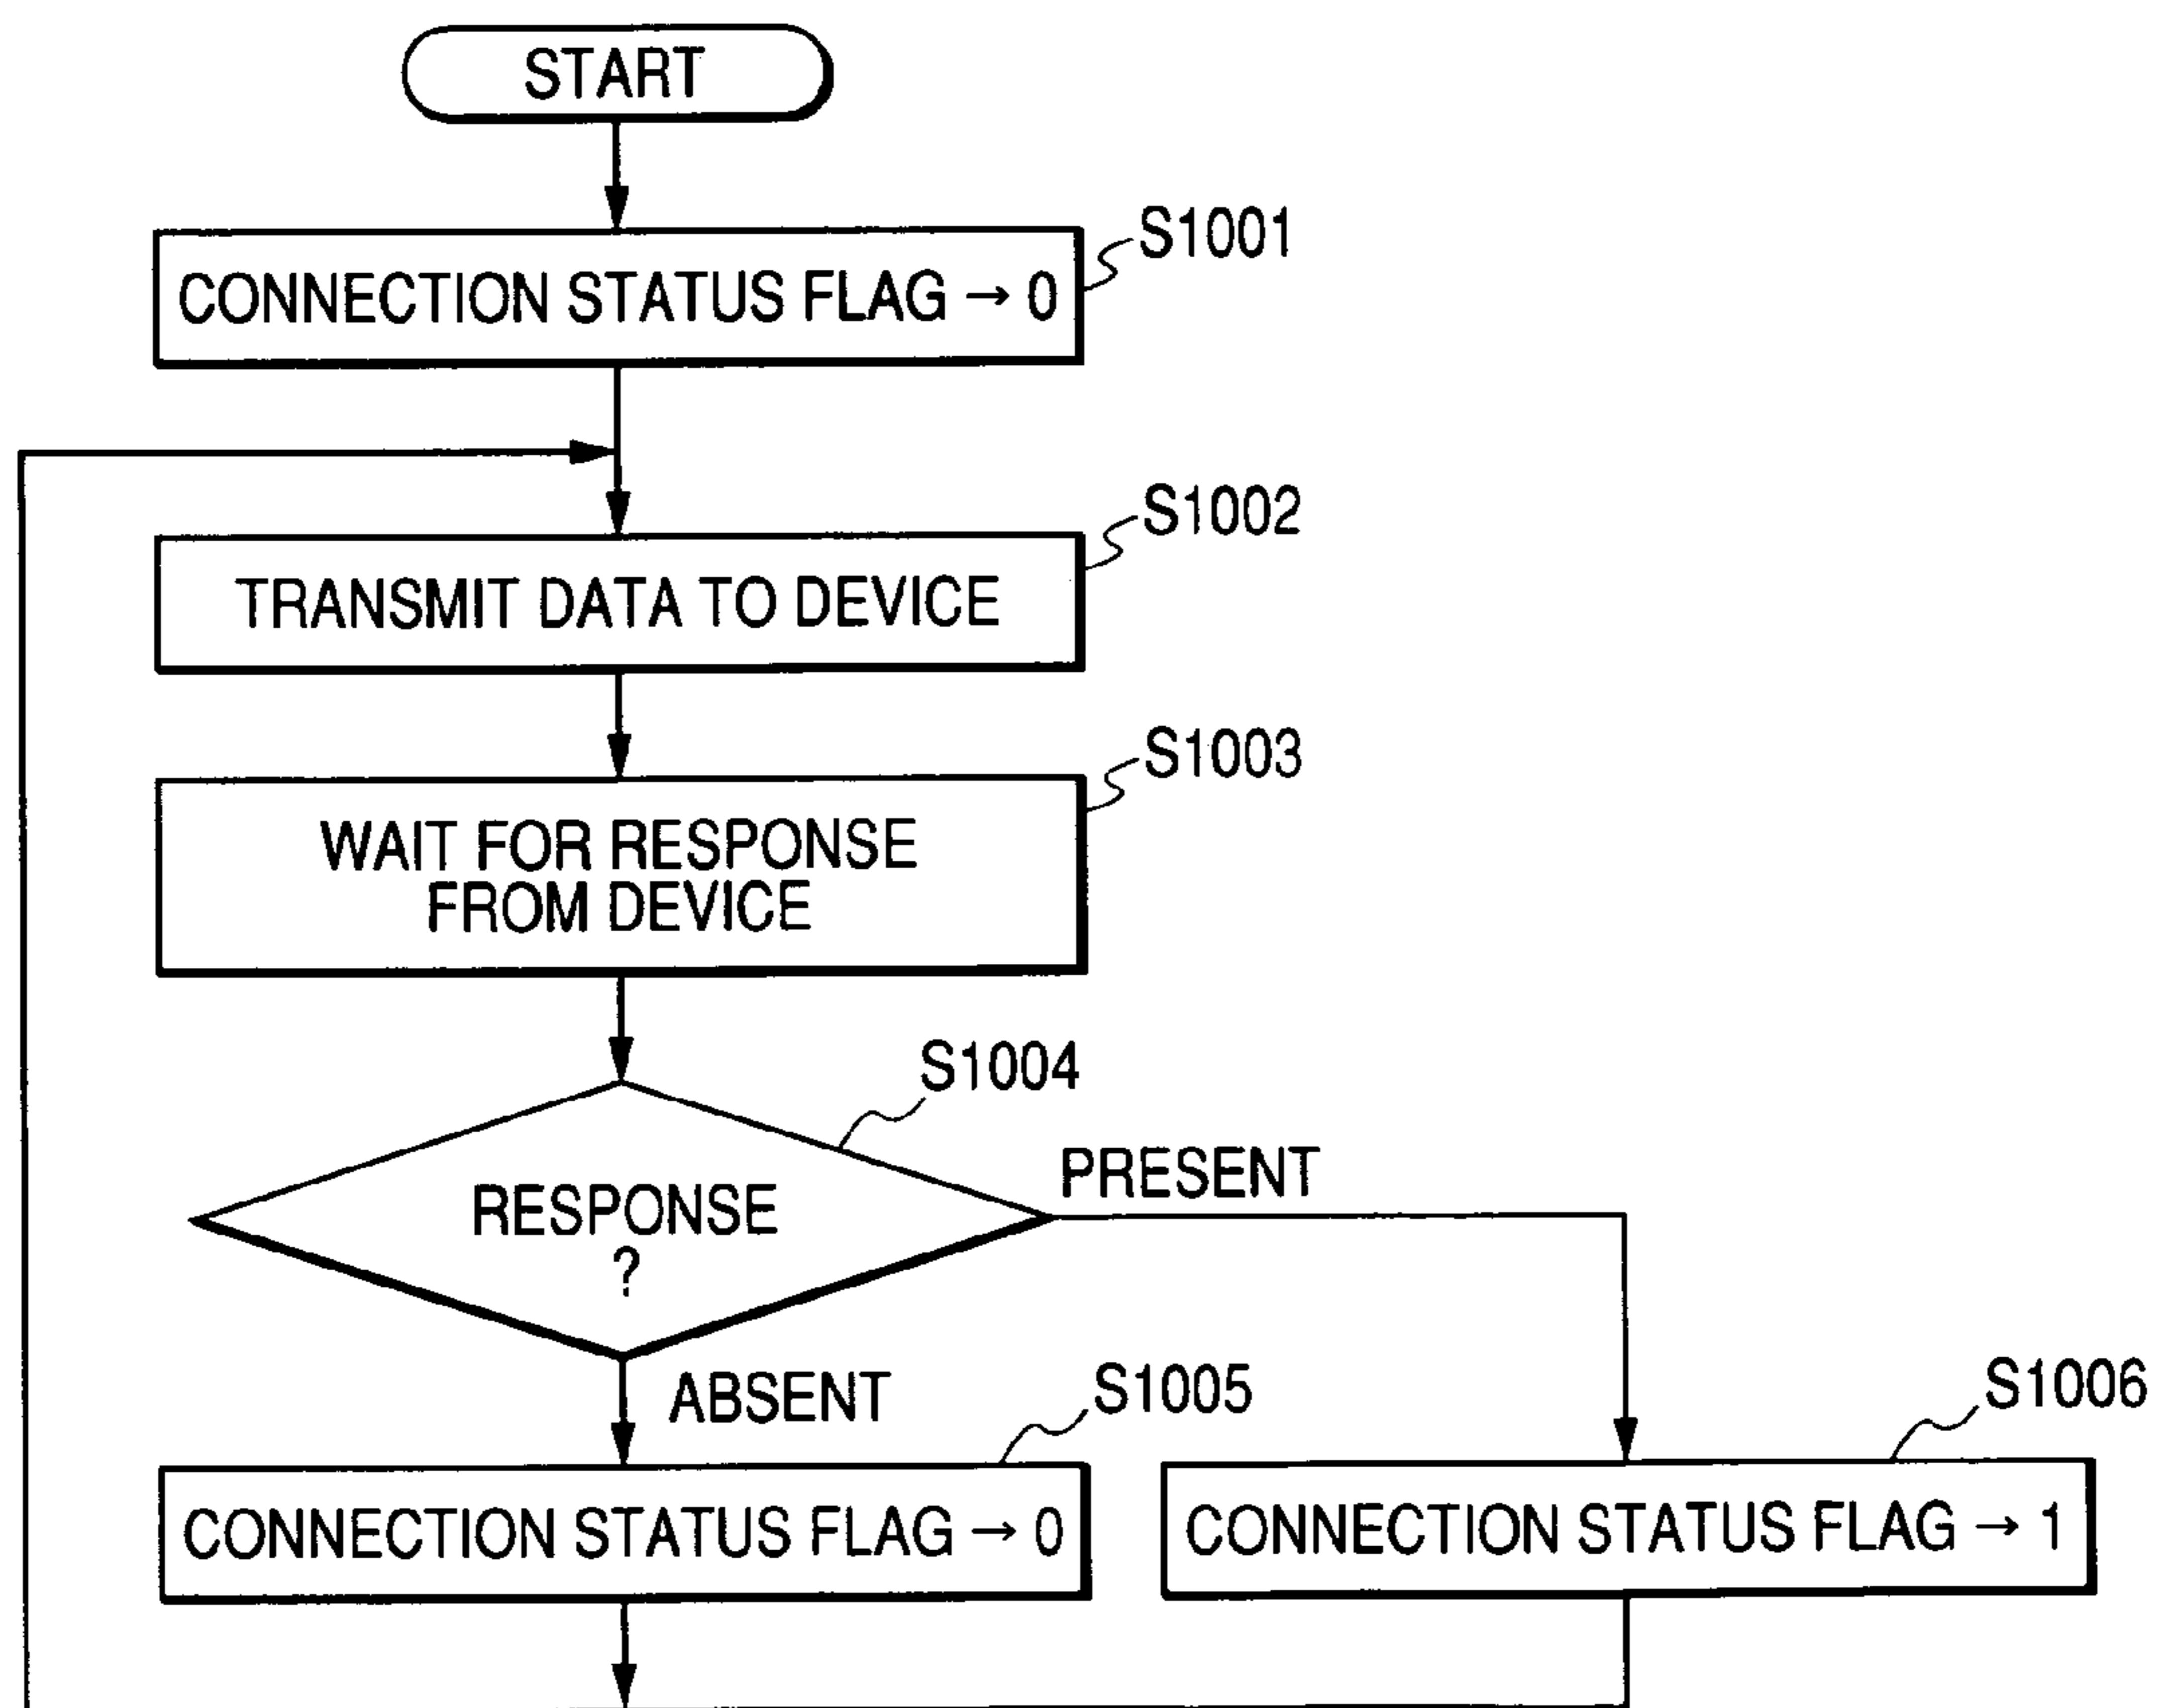 START
S1001
CONNECTION STATUS FLAG → 0
S1002
TRANSMIT DATA TO DEVICE
S1003
WAIT FOR RESPONSE
FROM DEVICE
S1004
RESPONSE
?
PRESENT
ABSENT
S1005
CONNECTION STATUS FLAG → 0
S1006
CONNECTION STATUS FLAG → 1